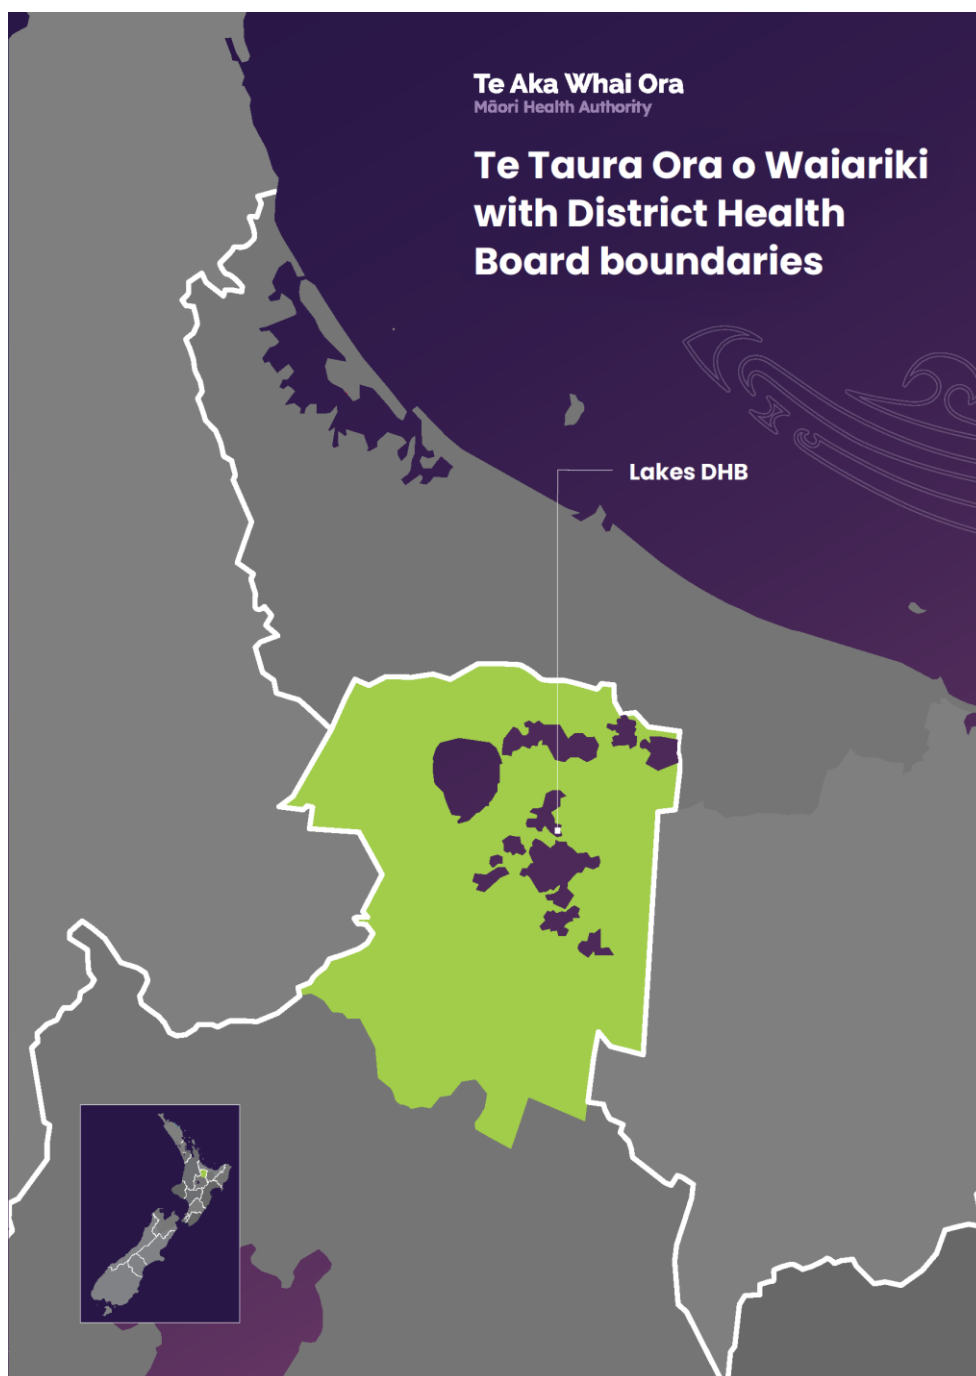 Te Aka Whai Ora
Māori Health Authority
Te Taura Ora o Waiariki
with District Health
Board boundaries
Lakes DHB